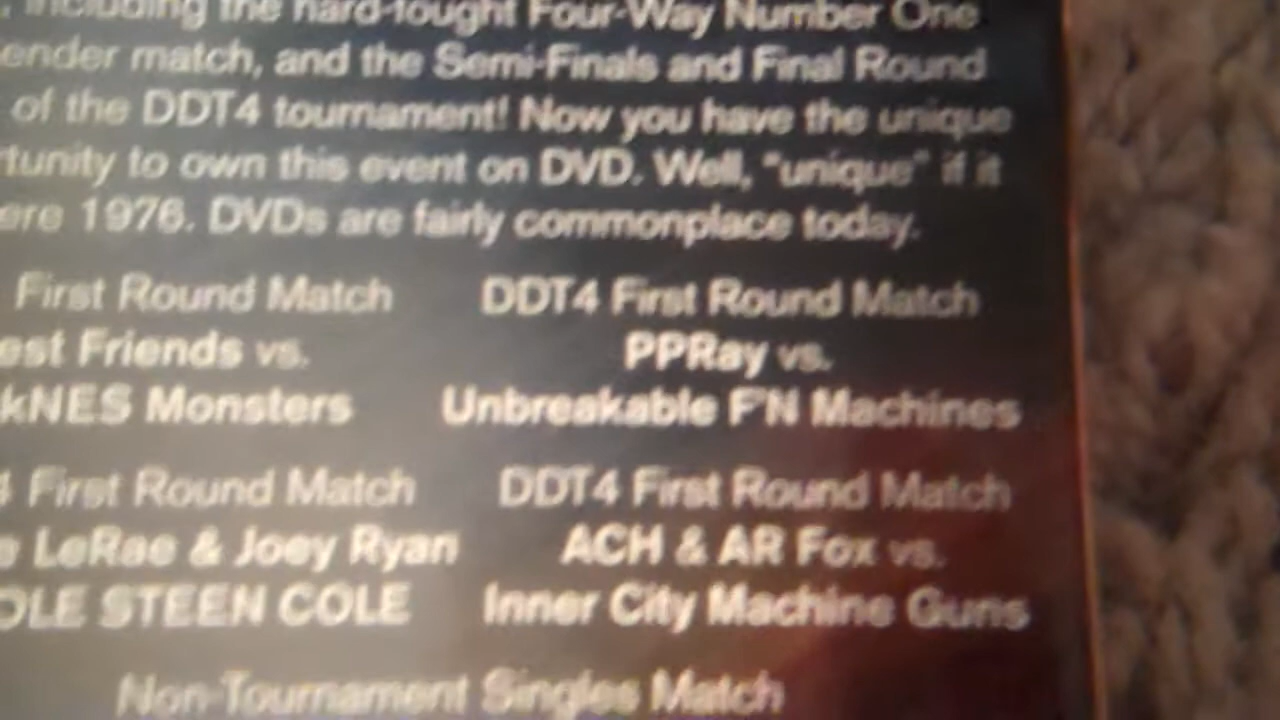 including the hard-fought Four-Way Number One
ender match, and the Semi-Finals and Final Round
of the DDT4 tournament! Now you have the unique
tunity to own this event on DVD. Well, "unique" if it
ere 1976. DVDs are fairly commonplace today.
First Round Match
est Friends vs.
kNES Monsters
DDT4 First Round Match
PPRay vs.
Unbreakable F'N Machines
4 First Round Match
e LeRae & Joey Ryan
OLE STEEN COLE
DDT4 First Round Match
ACH & AR Fox vs.
Inner City Machine Guns
Non-Tournament Singles Match